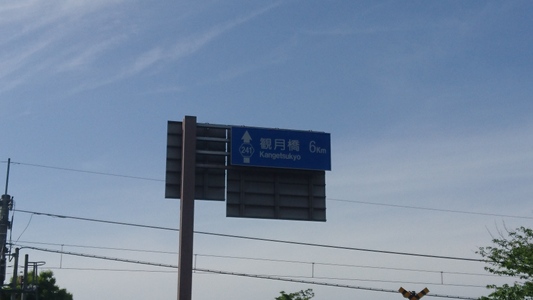 241
観月橋 6Km
Kangetsukyo